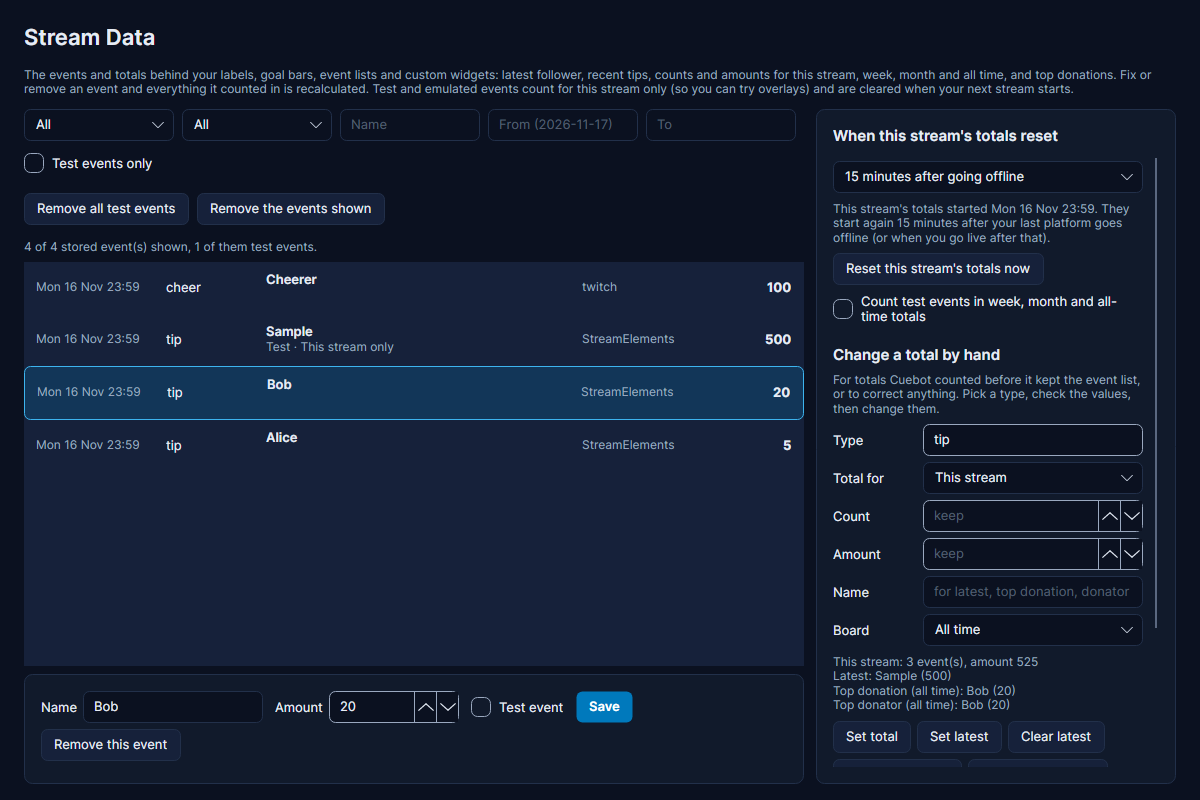 Stream Data
The events and totals behind your labels, goal bars, event lists and custom widgets: latest follower, recent tips, counts and amounts for this stream, week, month and all time, and top donations. Fix or
remove an event and everything it counted in is recalculated. Test and emulated events count for this stream only (so you can try overlays) and are cleared when your next stream starts.
All
All
Name
From (2026-11-17)
To
Test events only
Remove all test events
Remove the events shown
4 of 4 stored event(s) shown, 1 of them test events.
Mon 16 Nov 23:59 cheer Cheerer twitch 100
Mon 16 Nov 23:59 tip Sample StreamElements 500
Test · This stream only
Mon 16 Nov 23:59 tip Bob StreamElements 20
Mon 16 Nov 23:59 tip Alice StreamElements 5
Name Bob Amount 20 Test event Save
Remove this event
When this stream's totals reset
15 minutes after going offline
This stream's totals started Mon 16 Nov 23:59. They
start again 15 minutes after your last platform goes
offline (or when you go live after that).
Reset this stream's totals now
Count test events in week, month and all-
time totals
Change a total by hand
For totals Cuebot counted before it kept the event list,
or to correct anything. Pick a type, check the values,
then change them.
Type tip
Total for This stream
Count keep
Amount keep
Name for latest, top donation, donator
Board All time
This stream: 3 event(s), amount 525
Latest: Sample (500)
Top donation (all time): Bob (20)
Top donator (all time): Bob (20)
Set total
Set latest
Clear latest